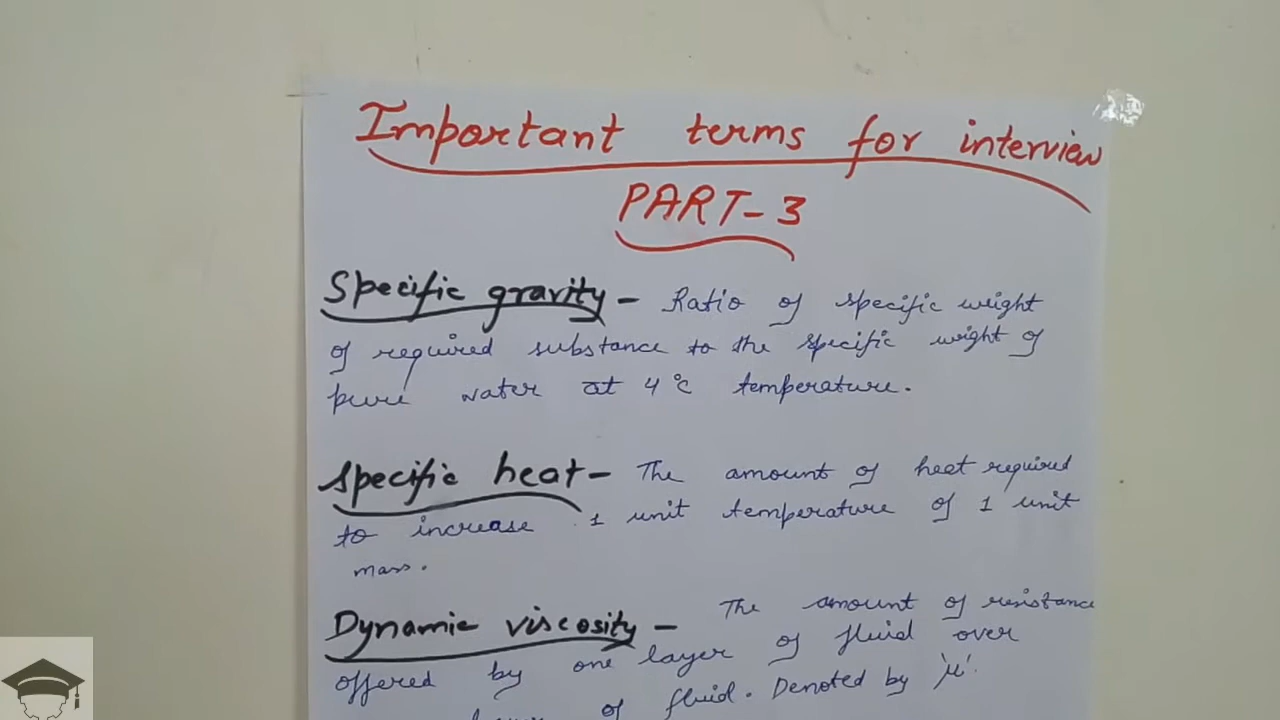 Important terms for interview
PART-3
Specific gravity - Ratio of specific weight
of required substance to the specific weight of
pure water at 4°C temperature.
Specific heat - The amount of heat required
to increase 1 unit temperature of 1 unit
mass.
Dynamic viscosity - The amount of resistance
offered by one layer of fluid over
layer of fluid. Denoted by 'μ'.